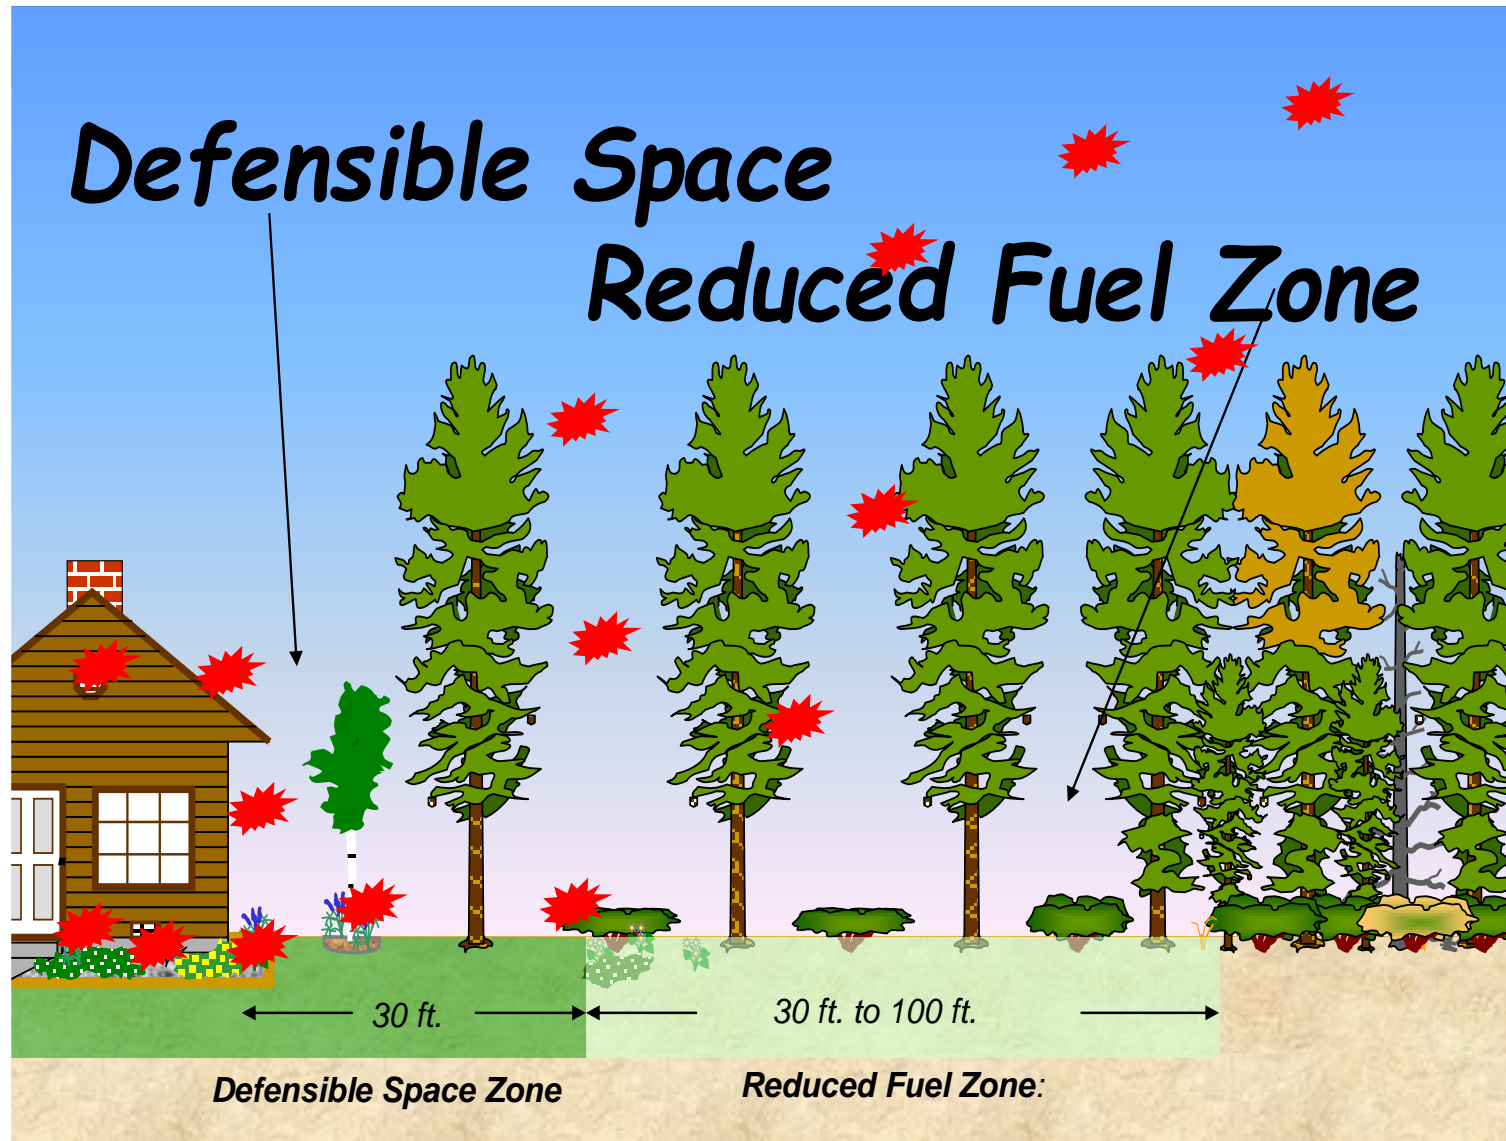 Defensible Space
Reduced Fuel Zone
30 ft.
30 ft. to 100 ft.
Defensible Space Zone
Reduced Fuel Zone: